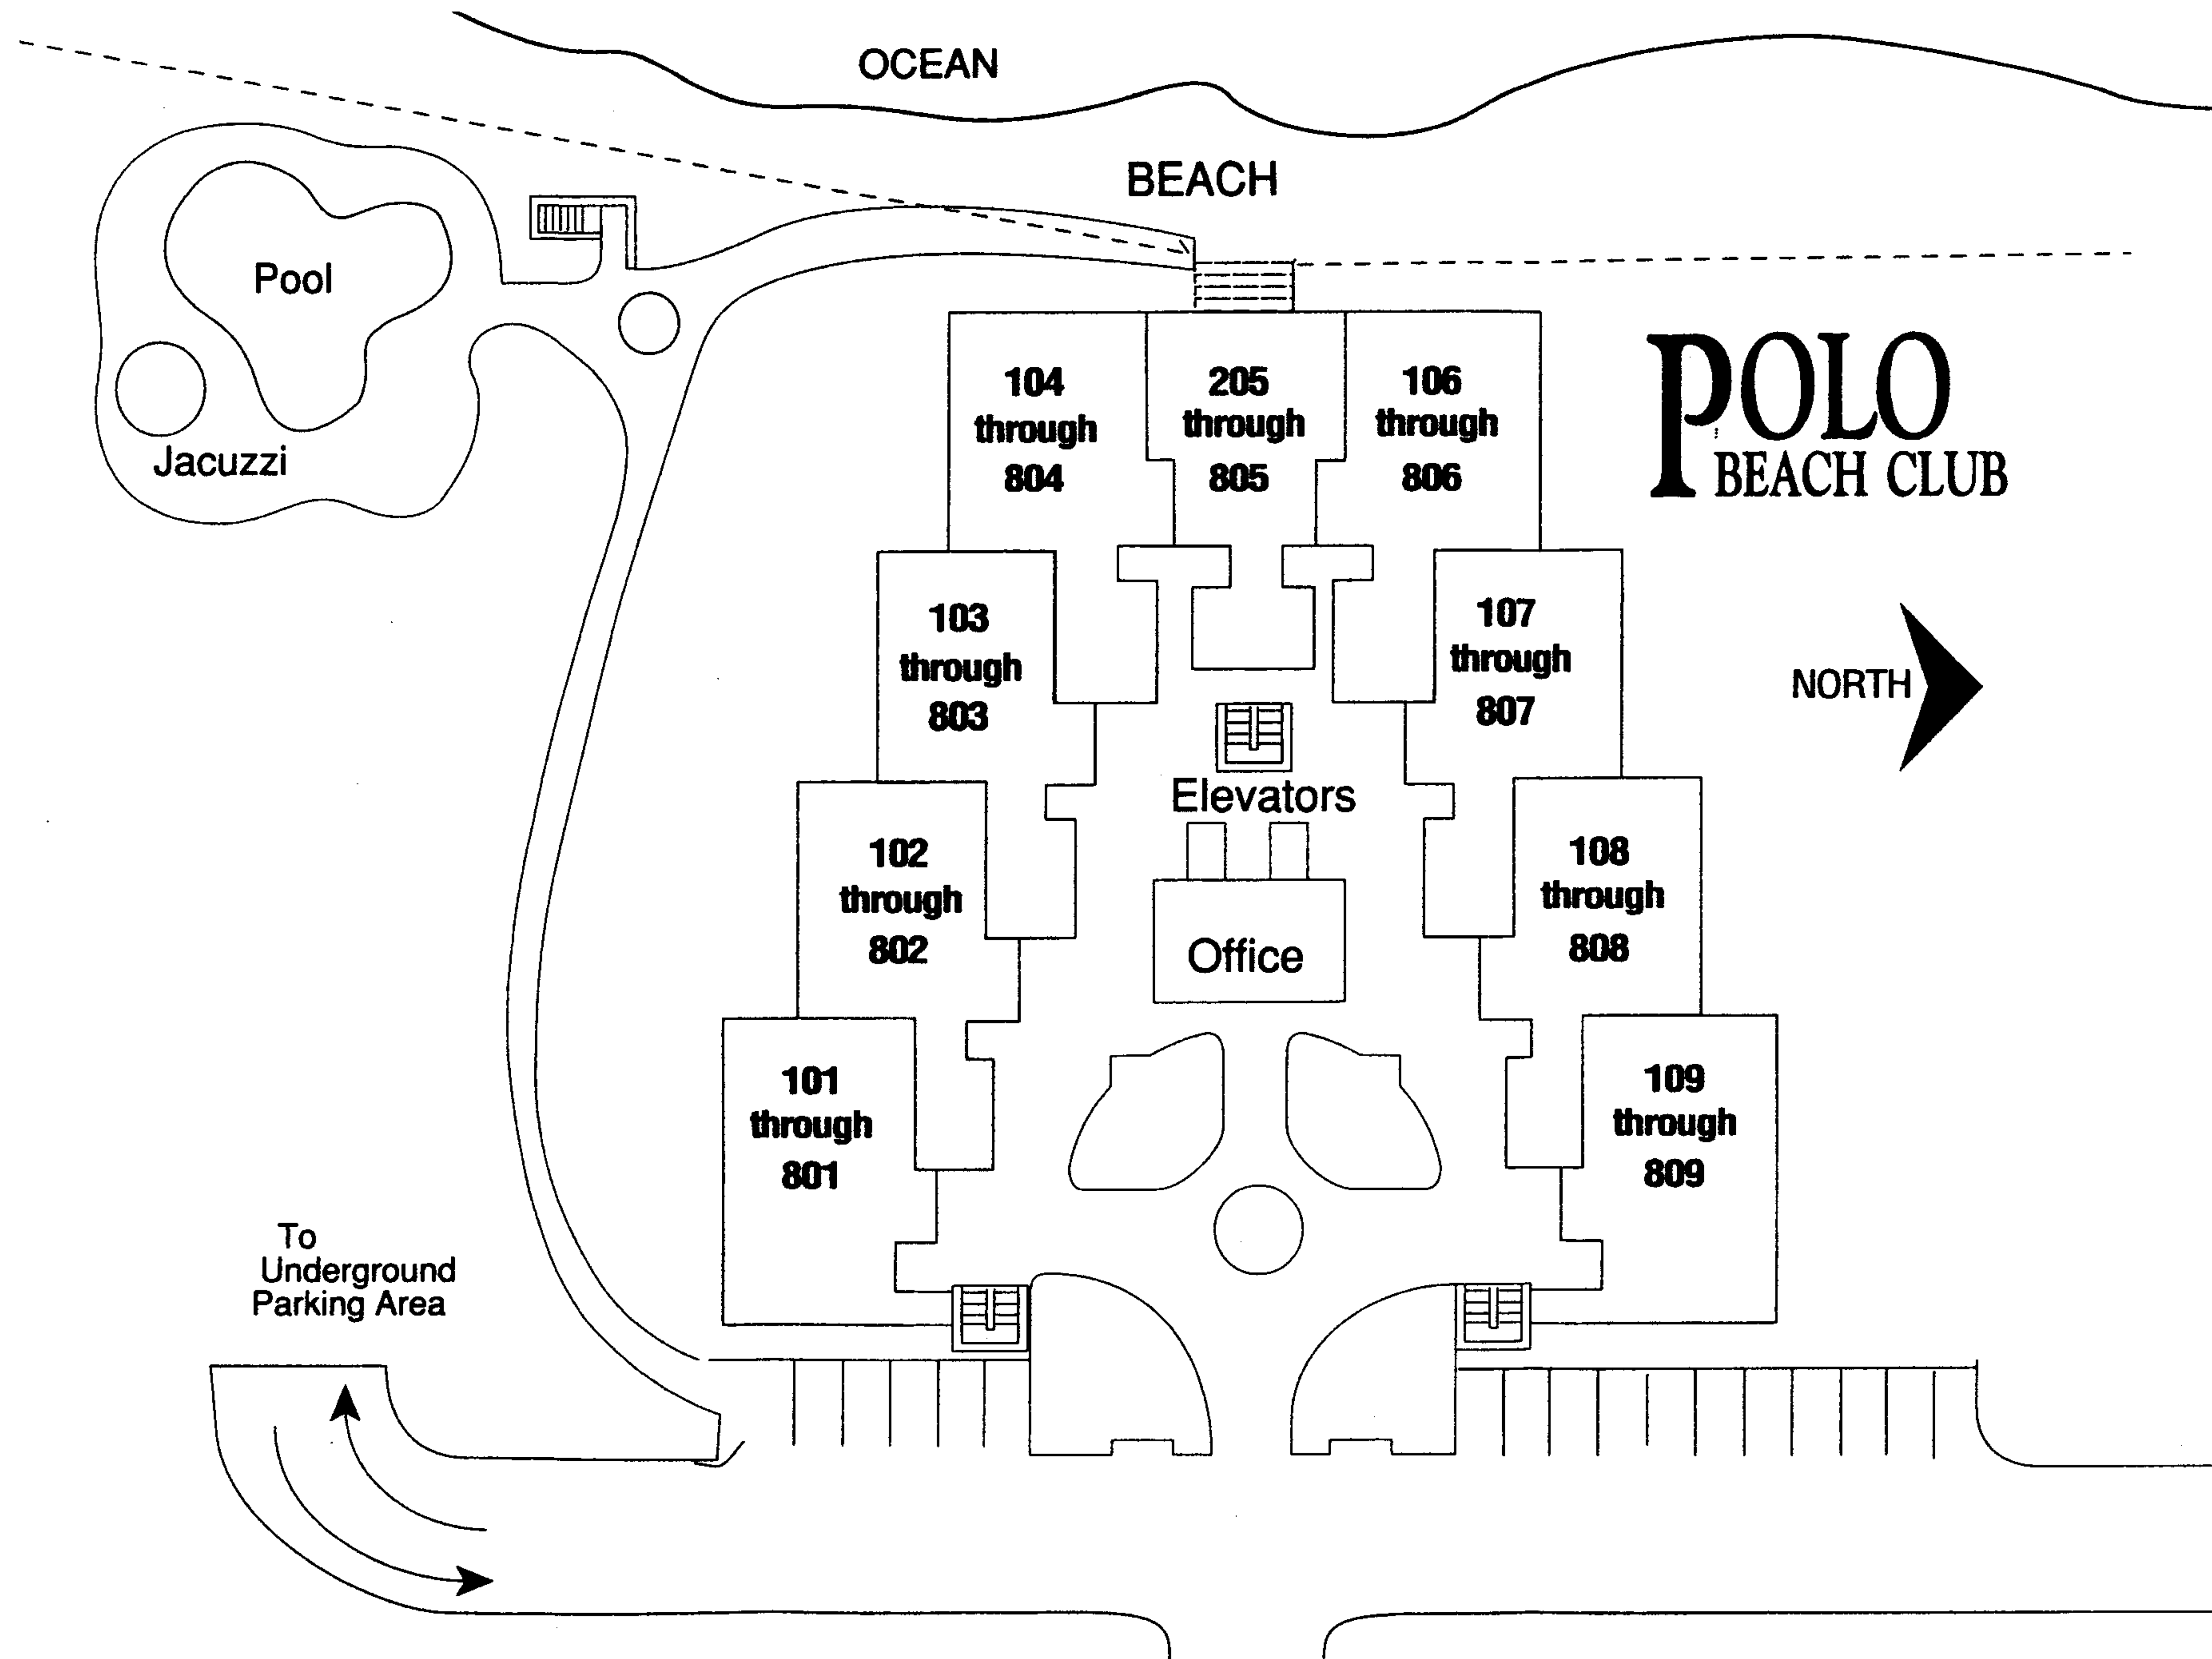 OCEAN
BEACH
Pool
Jacuzzi
104
through
804
205
through
805
106
through
806
POLO
BEACH CLUB
103
through
803
107
through
807
NORTH
Elevators
102
through
802
108
through
808
Office
101
through
801
109
through
809
To
Underground
Parking Area